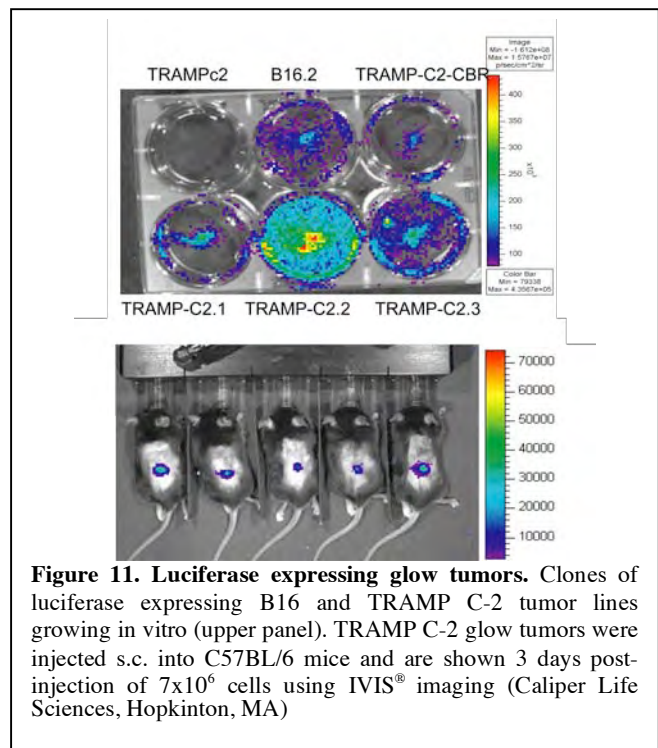 Image
Min = -1.612e+06
Max = 1.5767e+07
p/sec/cm^2/sr
TRAMPc2 B16.2 TRAMP-C2-CBR
400
350
300
250
200
150
100
x10³
Color Bar
Min = 79338
Max = 4.3567e+05
TRAMP-C2.1 TRAMP-C2.2 TRAMP-C2.3
70000
60000
50000
40000
30000
20000
10000
Figure 11. Luciferase expressing glow tumors. Clones of
luciferase expressing B16 and TRAMP C-2 tumor lines
growing in vitro (upper panel). TRAMP C-2 glow tumors were
injected s.c. into C57BL/6 mice and are shown 3 days post-
injection of 7x10⁶ cells using IVIS® imaging (Caliper Life
Sciences, Hopkinton, MA)